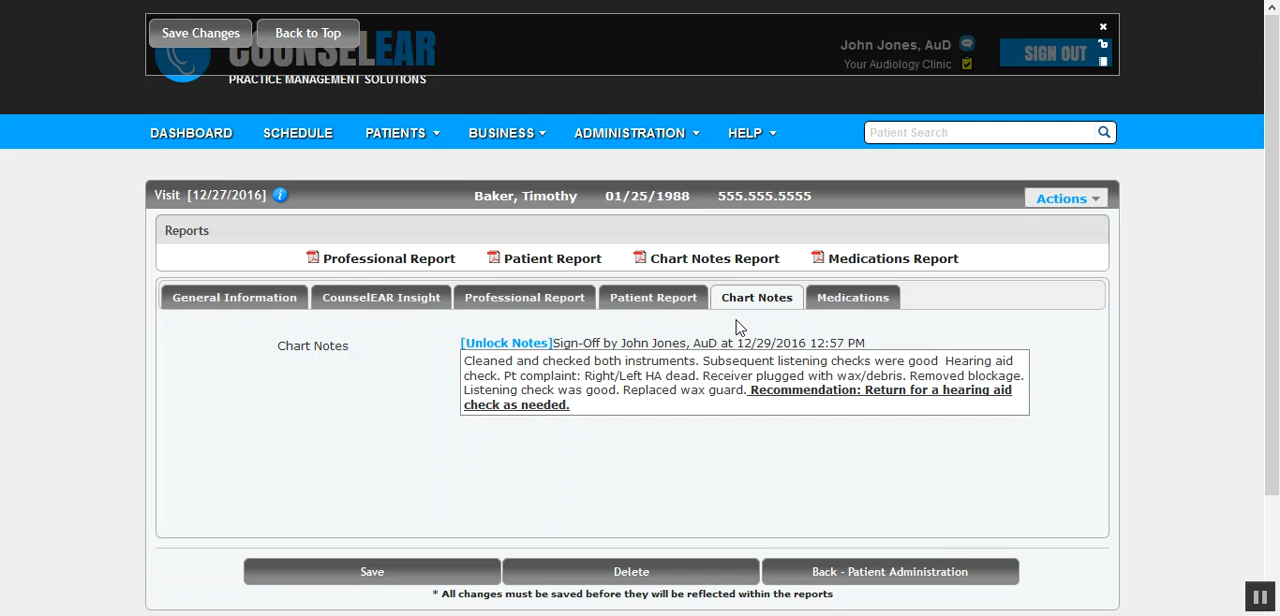 Save Changes Back to Top
COUNSELEAR
PRACTICE MANAGEMENT SOLUTIONS
John Jones, AuD
Your Audiology Clinic
SIGN OUT
DASHBOARD SCHEDULE PATIENTS BUSINESS ADMINISTRATION HELP Patient Search
Visit [12/27/2016] Baker, Timothy 01/25/1988 555.555.5555 Actions
Reports
Professional Report Patient Report Chart Notes Report Medications Report
General Information CounselEAR Insight Professional Report Patient Report Chart Notes Medications
Chart Notes
[Unlock Notes]Sign-Off by John Jones, AuD at 12/29/2016 12:57 PM
Cleaned and checked both instruments. Subsequent listening checks were good Hearing aid
check. Pt complaint: Right/Left HA dead. Receiver plugged with wax/debris. Removed blockage.
Listening check was good. Replaced wax guard. Recommendation: Return for a hearing aid
check as needed.
Save Delete Back - Patient Administration
* All changes must be saved before they will be reflected within the reports